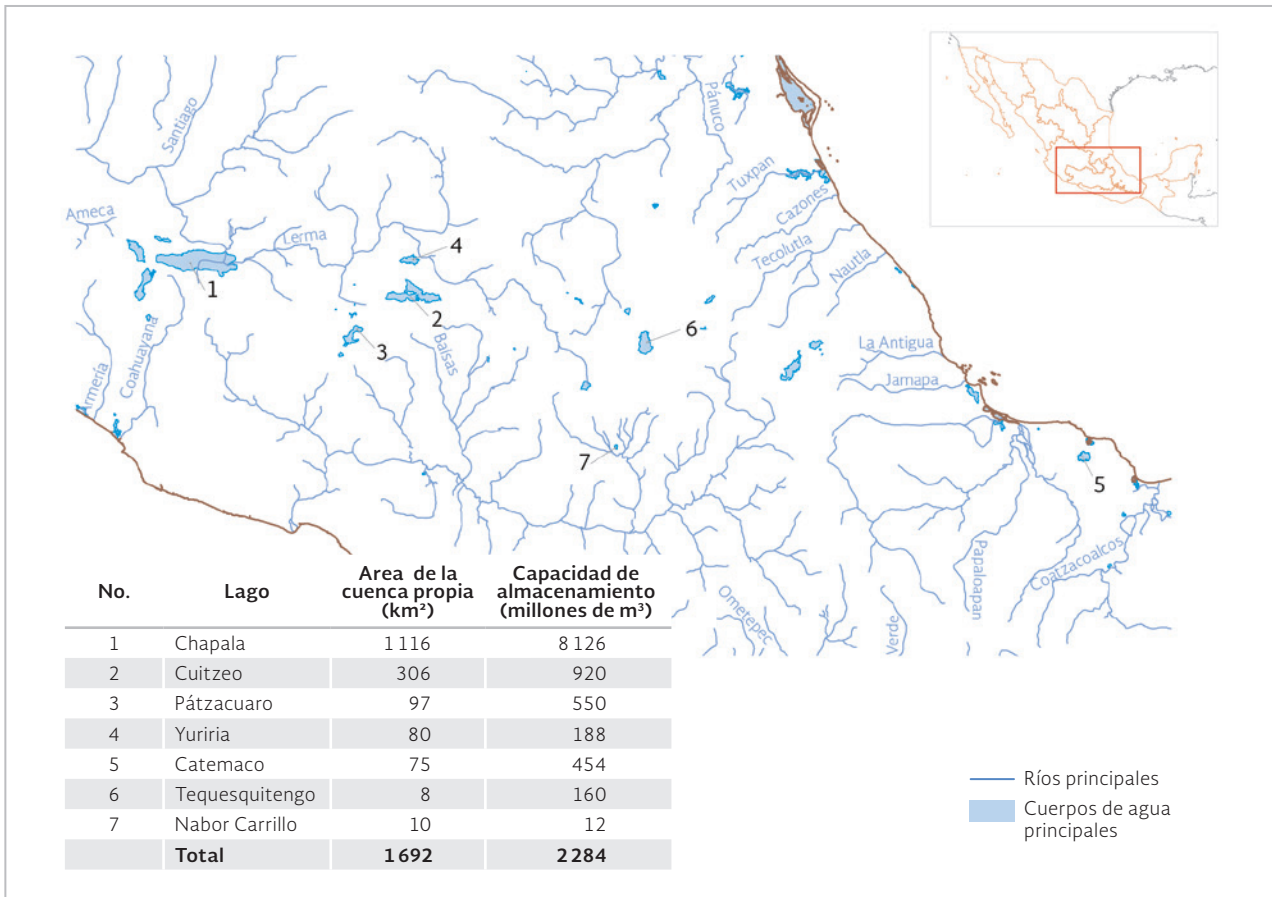 Pánuco
Santiago
Tuxpan
Cazones
Ameca
Lerma
4
Tecolutla
Nautla
1
2
6
3
Balsas
La Antigua
Coahuayana
Armería
Jamapa
7
5
Papaloapan
Coatzacoalcos
Ometepec
Verde
No. Lago Area de la cuenca propia (km²) Capacidad de almacenamiento (millones de m³)
1 Chapala 1 116 8 126
2 Cuitzeo 306 920
3 Pátzacuaro 97 550
4 Yuriria 80 188
5 Catemaco 75 454
6 Tequesquitengo 8 160
7 Nabor Carrillo 10 12
Total 1 692 2 284
Ríos principales
Cuerpos de agua
principales